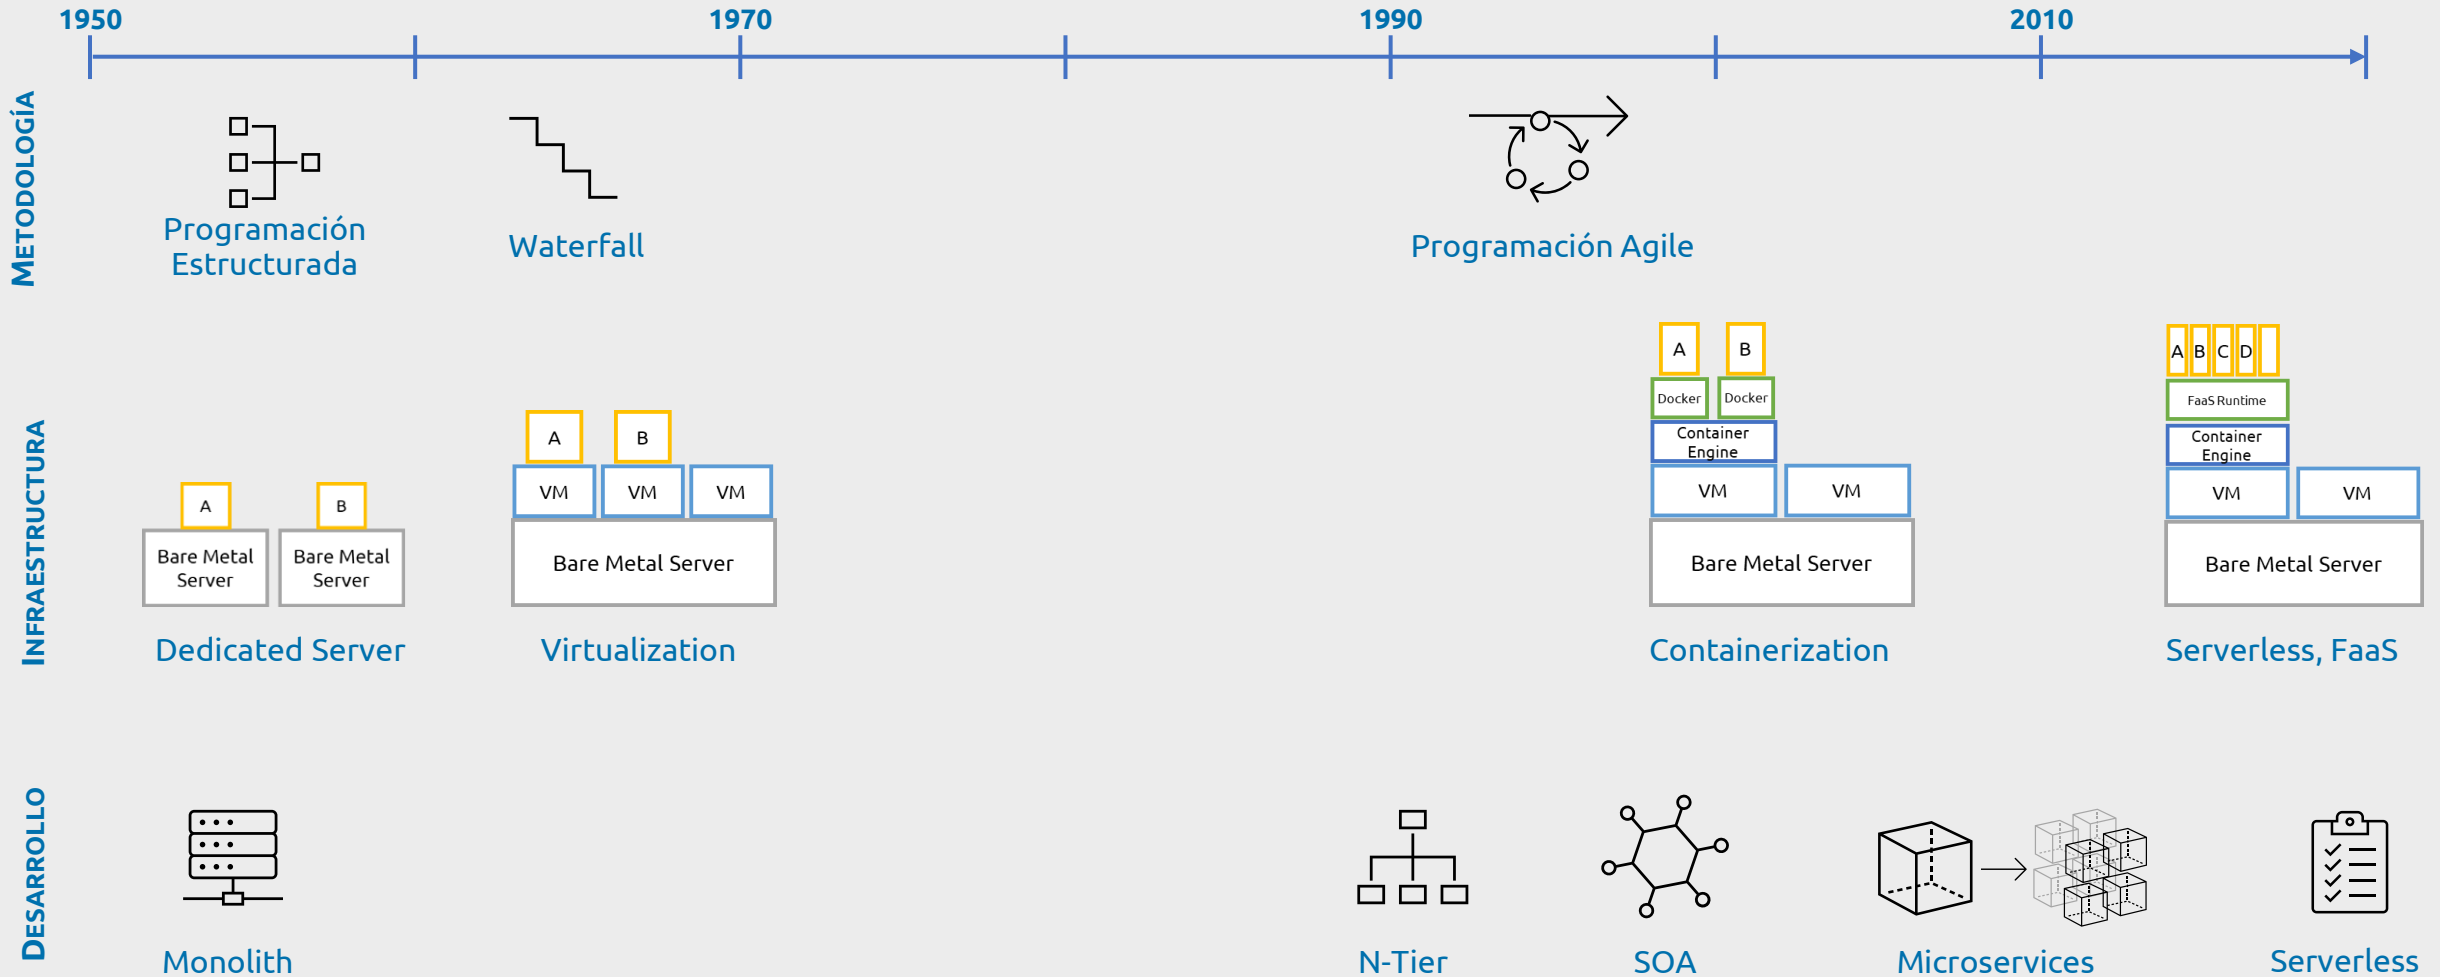 1950
1970
1990
2010
METODOLOGÍA
Programación
Estructurada
Waterfall
Programación Agile
INFRAESTRUCTURA
A
B
Bare Metal
Server
Bare Metal
Server
Dedicated Server
A
B
VM
VM
VM
Bare Metal Server
Virtualization
A
B
Docker
Docker
Container
Engine
VM
VM
Bare Metal Server
Containerization
A
B
C
D
FaaS Runtime
Container
Engine
VM
VM
Bare Metal Server
Serverless, FaaS
DESARROLLO
Monolith
N-Tier
SOA
Microservices
Serverless